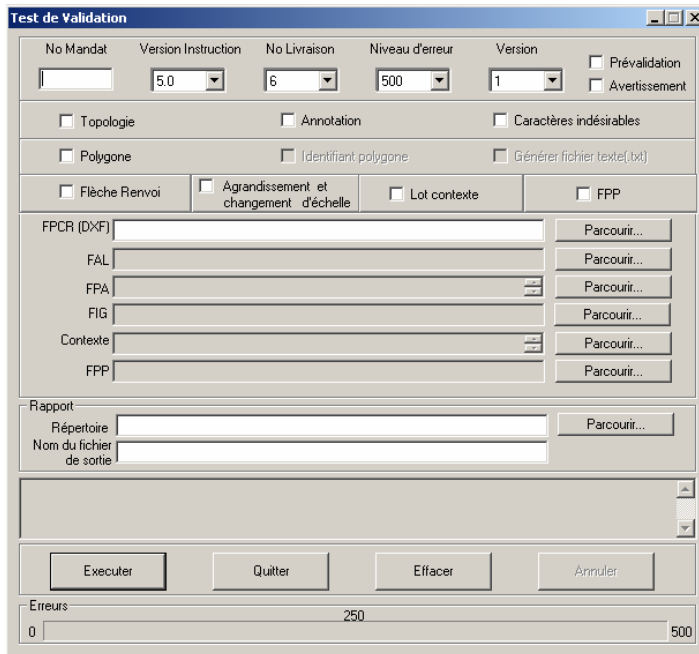 Test de Validation
No Mandat Version Instruction No Livraison Niveau d'erreur Version
5.0 6 500 1
Prévalidation
Avertissement
Topologie Annotation Caractères indésirables
Polygone Identifiant polygone Générer fichier texte(.txt)
Flèche Renvoi Agrandissement et changement d'échelle Lot contexte FPP
FPCR (DXF) Parcourir...
FAL Parcourir...
FPA Parcourir...
FIG Parcourir...
Contexte Parcourir...
FPP Parcourir...
Rapport
Répertoire Parcourir...
Nom du fichier
de sortie
Executer Quitter Effacer Annuler
Erreurs
250
0 500